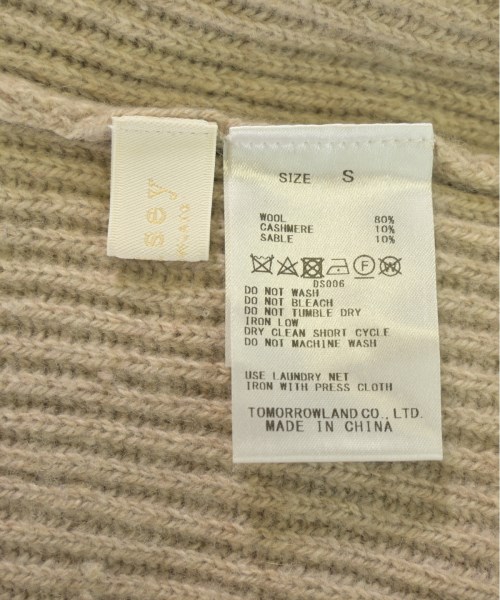 ssy
SIZE S
WOOL 80%
CASHMERE 10%
SABLE 10%
DS006
DO NOT WASH
DO NOT BLEACH
DO NOT TUMBLE DRY
IRON LOW
DRY CLEAN SHORT CYCLE
DO NOT MACHINE WASH
USE LAUNDRY NET
IRON WITH PRESS CLOTH
TOMORROWLAND CO., LTD.
MADE IN CHINA